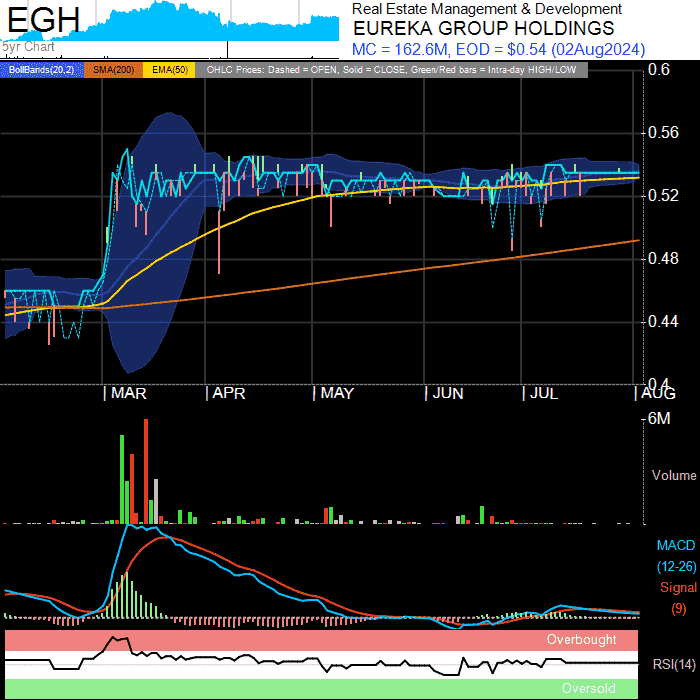 EGH
5yr Chart
Real Estate Management & Development
EUREKA GROUP HOLDINGS
MC = 162.6M, EOD = $0.54 (02Aug2024)
BollBands(20,2) SMA(200) EMA(50) OHLC Prices: Dashed = OPEN, Solid = CLOSE, Green/Red bars = Intra-day HIGH/LOW
0.6
0.56
0.52
0.48
0.44
0.4
MAR APR MAY JUN JUL AUG
6M
Volume
MACD
(12-26)
Signal
(9)
Overbought
RSI(14)
Oversold